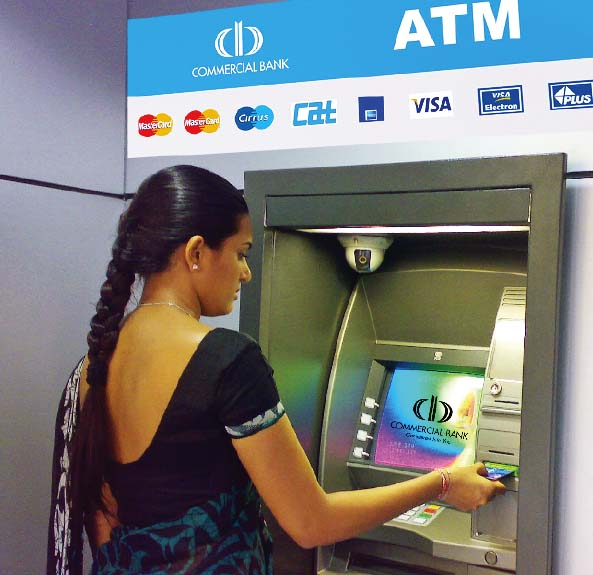 COMMERCIAL BANK
ATM
MasterCard
MasterCard
Cirrus
Cat
VISA
VISA
Electron
PLUS
COMMERCIAL BANK